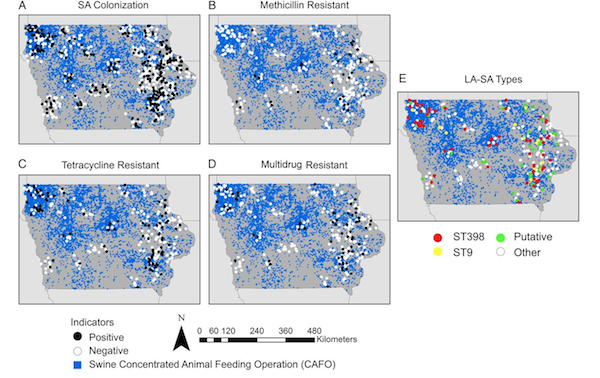 A SA Colonization
B Methicillin Resistant
C Tetracycline Resistant
D Multidrug Resistant
E LA-SA Types
ST398
Putative
ST9
Other
Indicators
Positive
Negative
Swine Concentrated Animal Feeding Operation (CAFO)
N
0 60 120 240 360 480
Kilometers